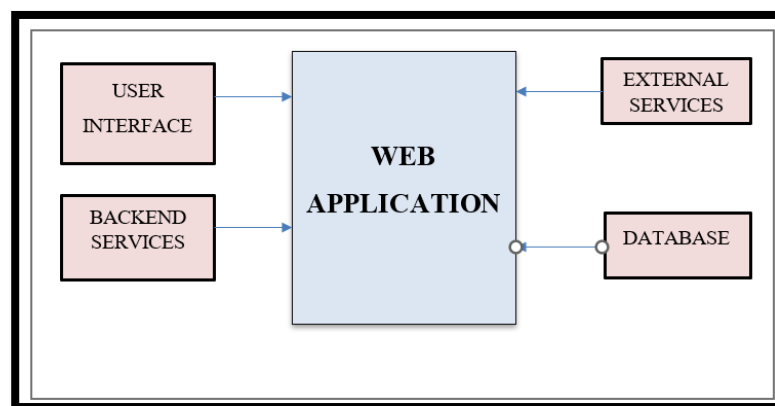 USER
INTERFACE
BACKEND
SERVICES
WEB
APPLICATION
EXTERNAL
SERVICES
DATABASE